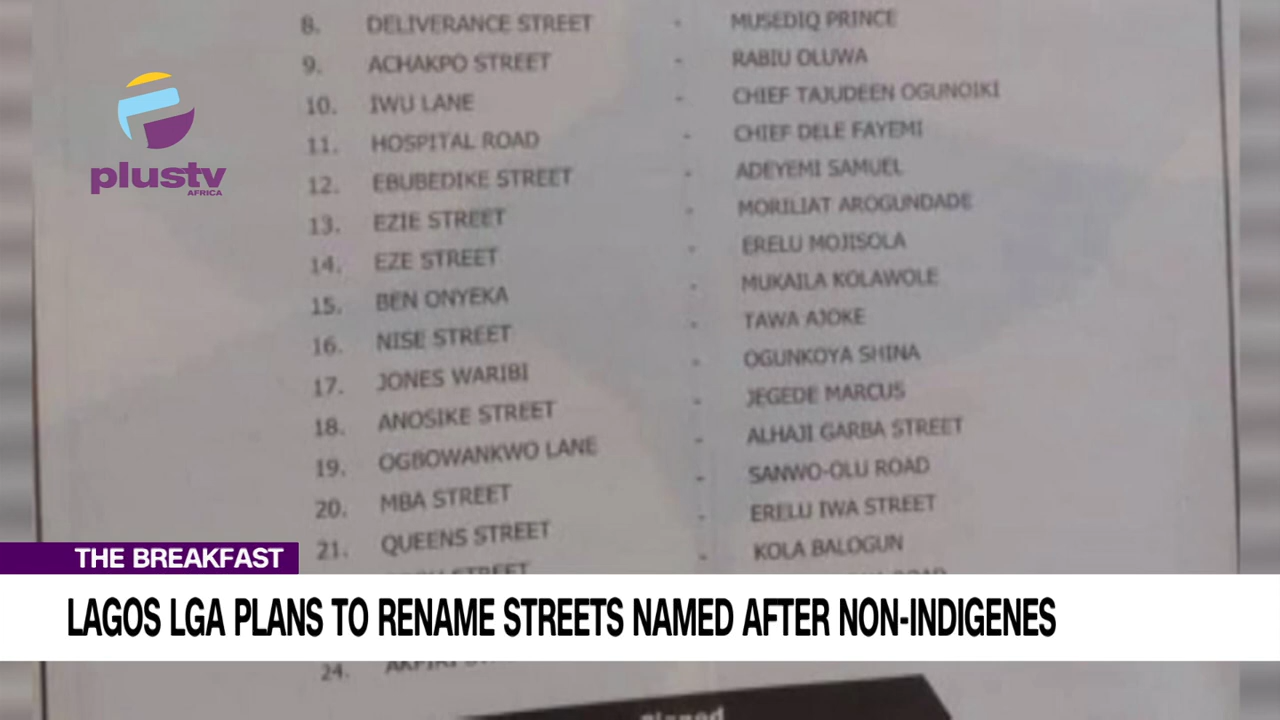 plustv
AFRICA
8. DELIVERANCE STREET - MUSEDIQ PRINCE
9. ACHAKPO STREET - RABIU OLUWA
10. IWU LANE - CHIEF TAJUDEEN OGUNOIKI
11. HOSPITAL ROAD - CHIEF DELE FAYEMI
12. EBUBEDIKE STREET - ADEYEMI SAMUEL
13. EZIE STREET - MORILIAT AROGUNDADE
14. EZE STREET - ERELU MOJISOLA
15. BEN ONYEKA - MUKAILA KOLAWOLE
16. NISE STREET - TAWA AJOKE
17. JONES WARIBI - OGUNKOYA SHINA
18. ANOSIKE STREET - JEGEDE MARCUS
19. OGBOWANKWO LANE - ALHAJI GARBA STREET
20. MBA STREET - SANWO-OLU ROAD
21. QUEENS STREET - ERELU IWA STREET
STREET - KOLA BALOGUN
ROAD
THE BREAKFAST
LAGOS LGA PLANS TO RENAME STREETS NAMED AFTER NON-INDIGENES
24.